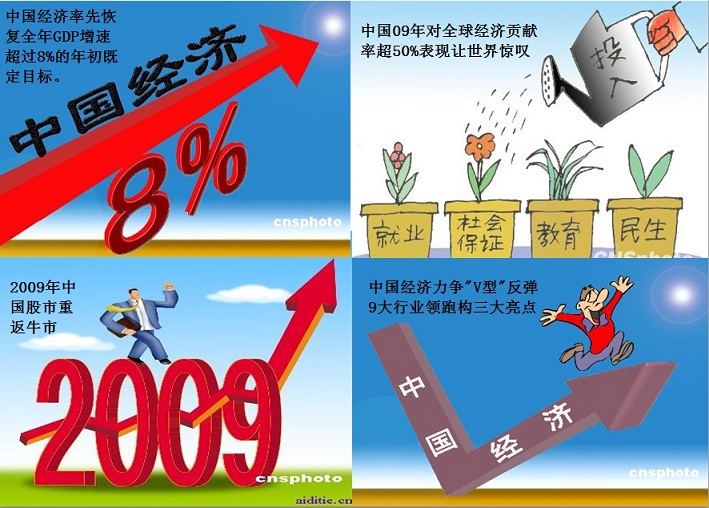 中国经济率先恢
复全年GDP增速
超过8%的年初既
定目标。
中国经济
8%
cnsphoto
中国09年对全球经济贡献
率超50%表现让世界惊叹
投入
就业
社会
保证
教育
民生
CNSphoto
2009年中
国股市重
返牛市
2009
cnsphoto
aiditie.cn
中国经济力争"V型"反弹
9大行业领跑构三大亮点
中国经济
cnsphoto